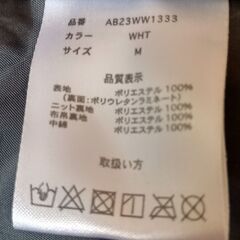 品番 AB23WW1333
カラー WHT
サイズ M
品質表示
表地 ポリエステル 100%
(裏面:ポリウレタンラミネート)
ニット裏地 ポリエステル 100%
布帛裏地 ポリエステル 100%
中綿 ポリエステル 100%
取扱い方